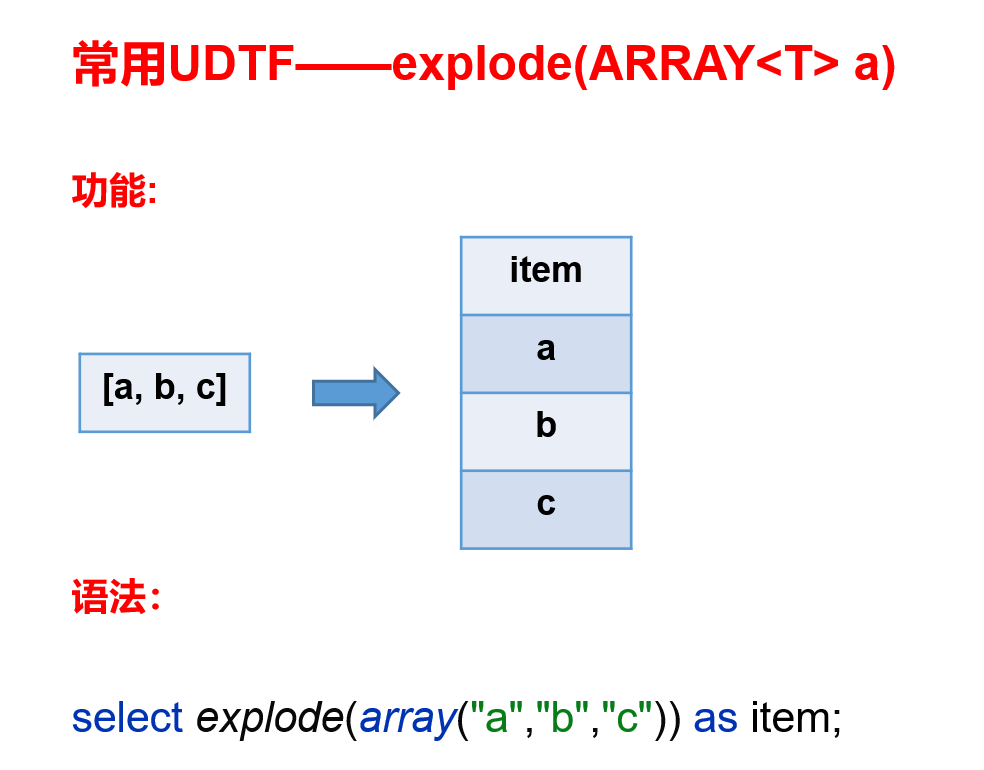 常用UDTF——explode(ARRAY<T> a)
功能:
item
a
[a, b, c]
b
c
语法：
select explode(array("a","b","c")) as item;